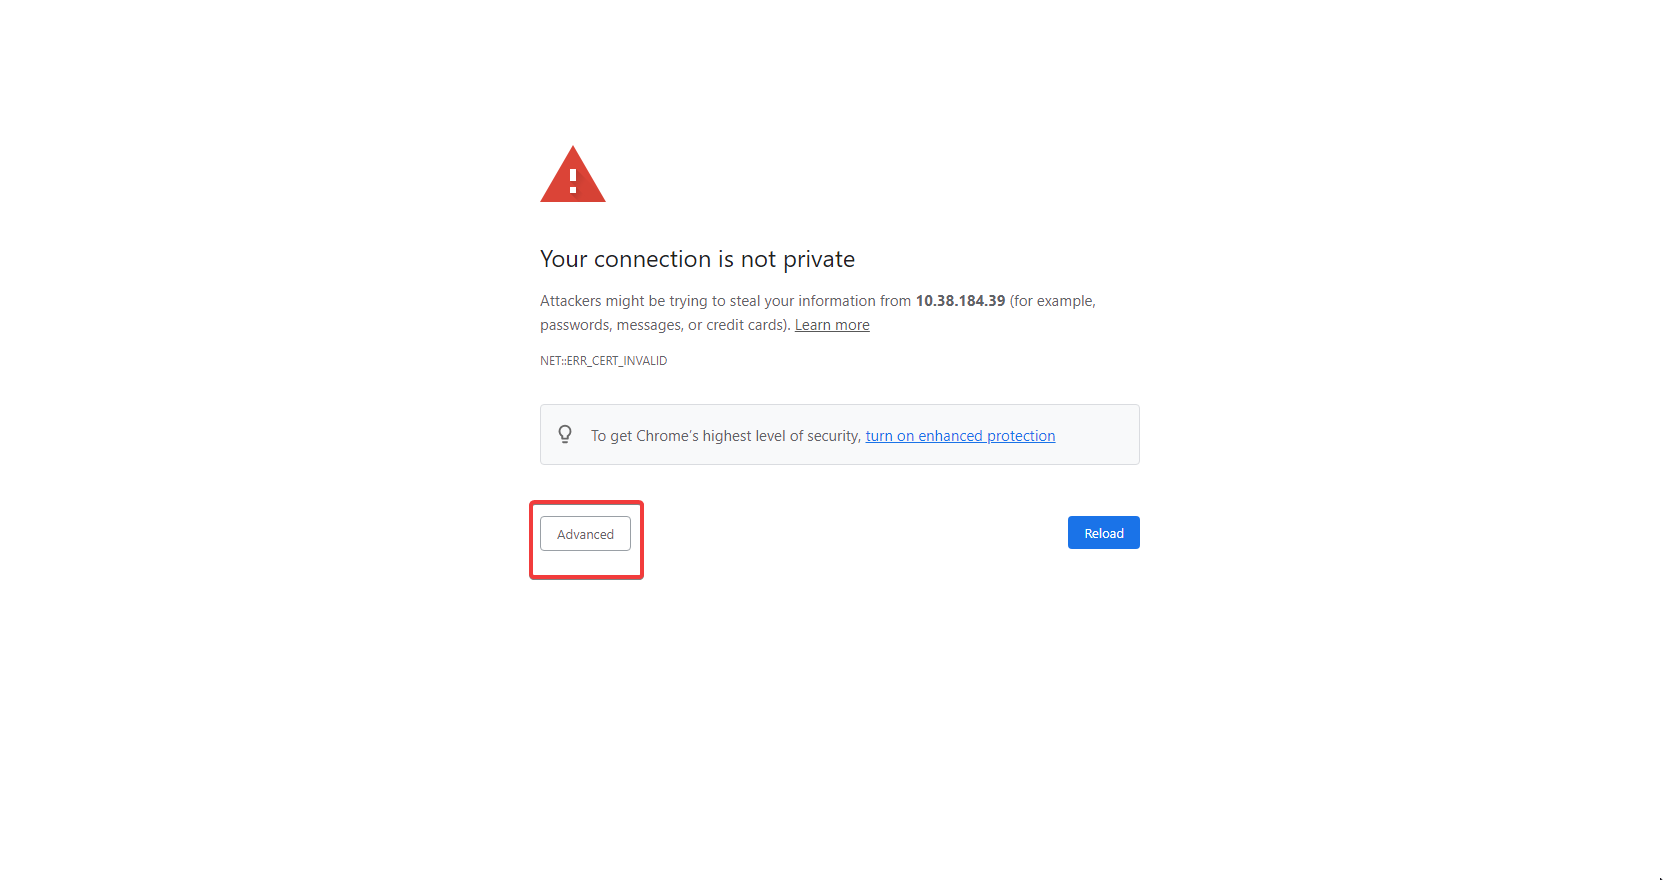 Your connection is not private
Attackers might be trying to steal your information from 10.38.184.39 (for example,
passwords, messages, or credit cards). Learn more
NET::ERR_CERT_INVALID
To get Chrome's highest level of security, turn on enhanced protection
Advanced
Reload